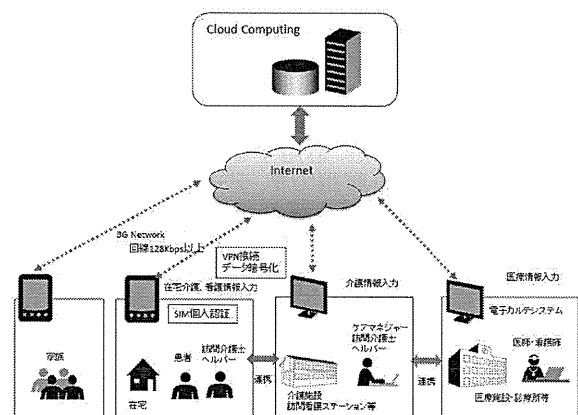 Cloud Computing
Internet
3G Network
回線128Kbps以上
VPN接続
データ暗号化
在宅介護、看護情報入力
介護情報入力
医療情報入力
SIM個人認証
電子カルテシステム
家族
患者
訪問介護士
ヘルパー
在宅
連携
ケアマネジャー
訪問介護士
ヘルパー
介護施設
訪問看護ステーション等
連携
医師・看護師
医療施設・診療所等